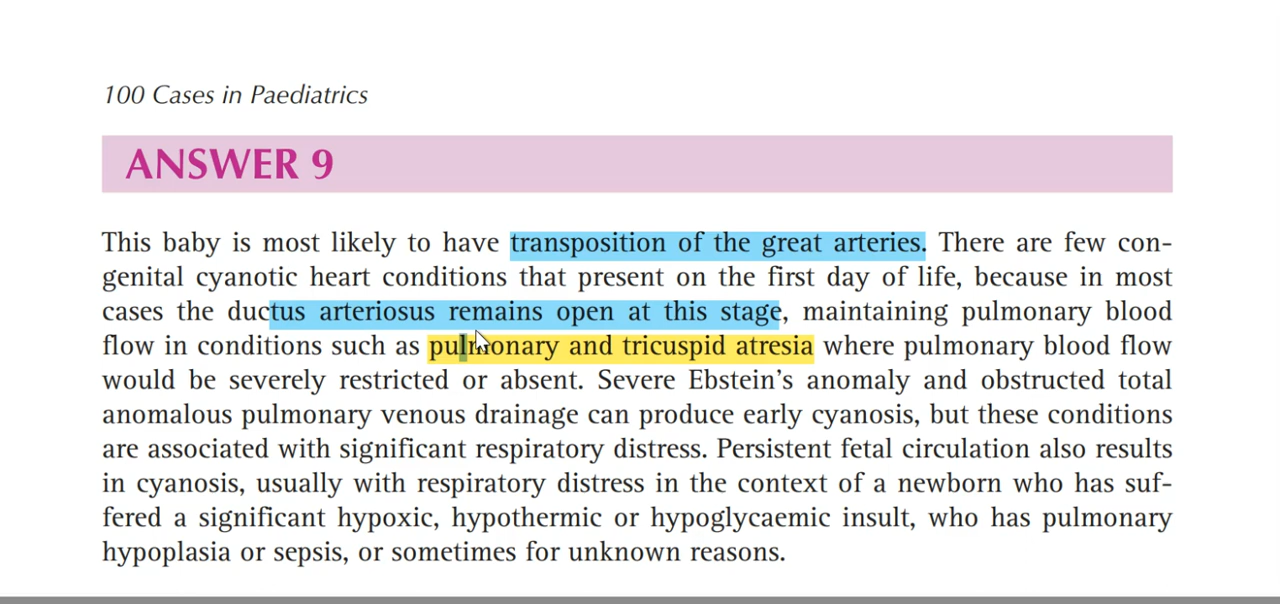 100 Cases in Paediatrics
ANSWER 9
This baby is most likely to have transposition of the great arteries. There are few con-
genital cyanotic heart conditions that present on the first day of life, because in most
cases the ductus arteriosus remains open at this stage, maintaining pulmonary blood
flow in conditions such as pulmonary and tricuspid atresia where pulmonary blood flow
would be severely restricted or absent. Severe Ebstein’s anomaly and obstructed total
anomalous pulmonary venous drainage can produce early cyanosis, but these conditions
are associated with significant respiratory distress. Persistent fetal circulation also results
in cyanosis, usually with respiratory distress in the context of a newborn who has suf-
fered a significant hypoxic, hypothermic or hypoglycaemic insult, who has pulmonary
hypoplasia or sepsis, or sometimes for unknown reasons.